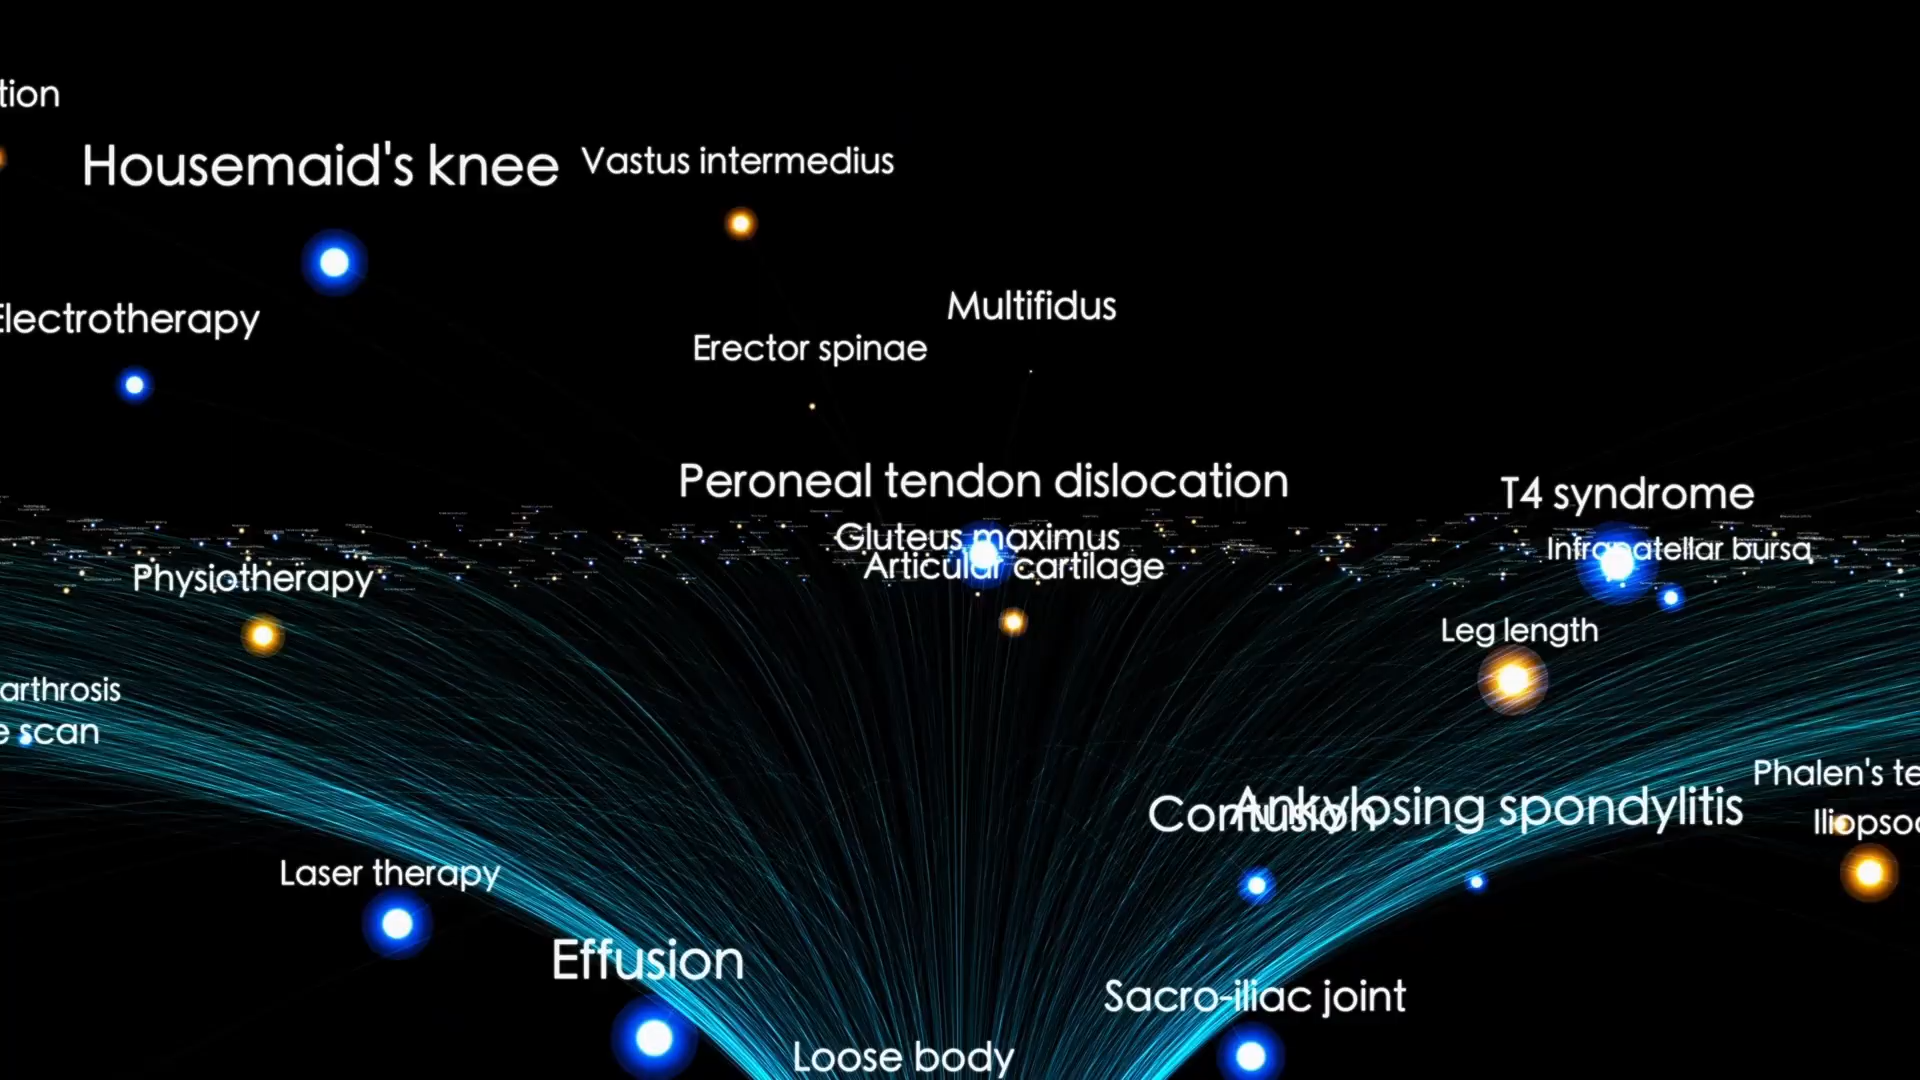 tion
Housemaid's knee
Vastus intermedius
Electrotherapy
Multifidus
Erector spinae
Peroneal tendon dislocation
T4 syndrome
Gluteus maximus
Infrapatellar bursa
Articular cartilage
Physiotherapy
Leg length
arthrosis
e scan
Phalen's te
Contusion
Ankylosing spondylitis
Iliopsoa
Laser therapy
Effusion
Sacro-iliac joint
Loose body